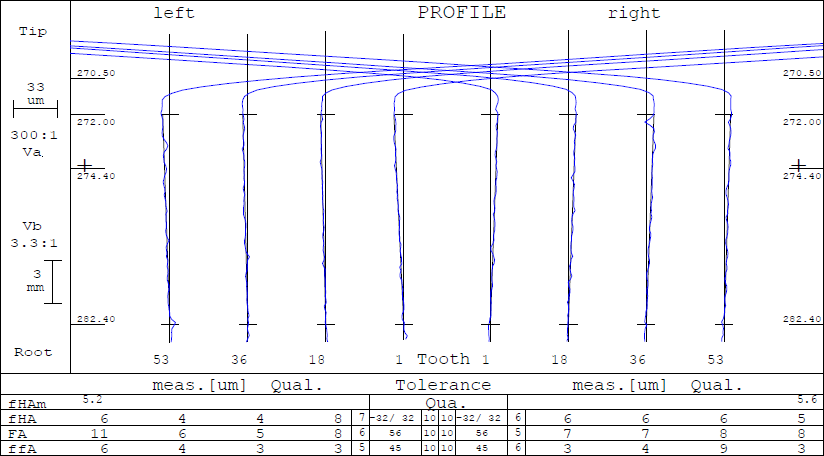 left PROFILE right
Tip
270.50 270.50
33
um
272.00 272.00
300:1
Va
274.40 274.40
Vb
3.3:1
3
mm
282.40 282.40
Root 53 36 18 1 Tooth 1 18 36 53
meas.[um] Qual. Tolerance meas.[um] Qual.
fHAm 5.2 Qua. 5.6
fHA 6 4 4 8 7 -32/ 32 10 10 -32/ 32 6 6 6 6 5
FA 11 6 5 8 6 56 10 10 56 5 7 7 8 8
ffA 6 4 3 3 5 45 10 10 45 6 3 4 9 3